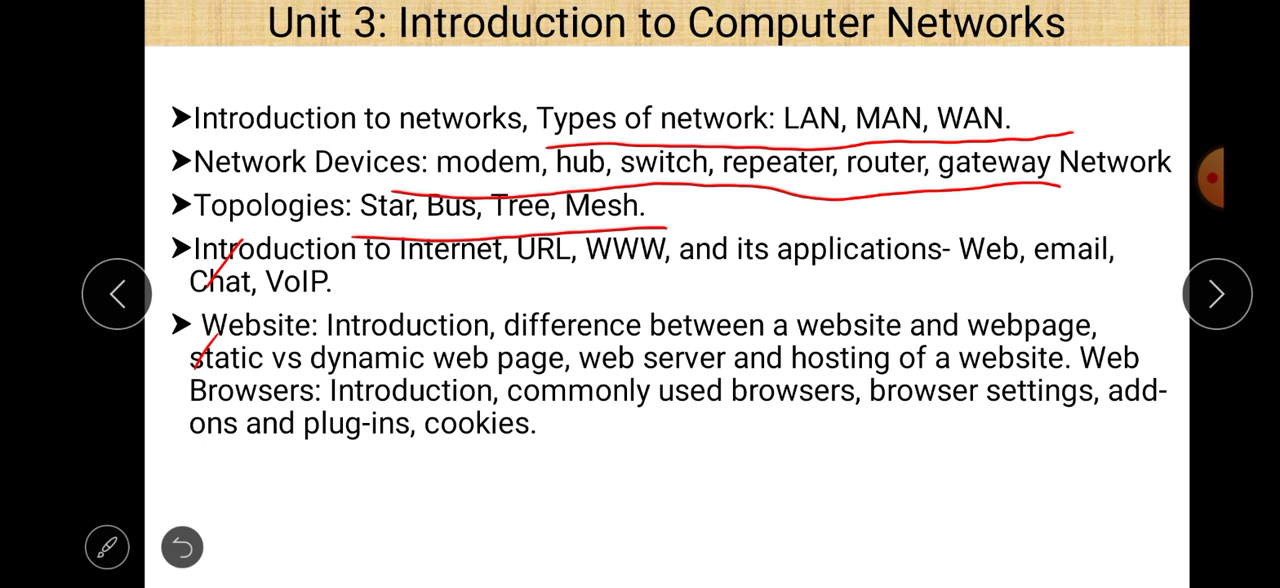 Unit 3: Introduction to Computer Networks
➤Introduction to networks, Types of network: LAN, MAN, WAN.
➤Network Devices: modem, hub, switch, repeater, router, gateway Network
➤Topologies: Star, Bus, Tree, Mesh.
➤Introduction to Internet, URL, WWW, and its applications- Web, email,
Chat, VoIP.
➤ Website: Introduction, difference between a website and webpage,
static vs dynamic web page, web server and hosting of a website. Web
Browsers: Introduction, commonly used browsers, browser settings, add-
ons and plug-ins, cookies.